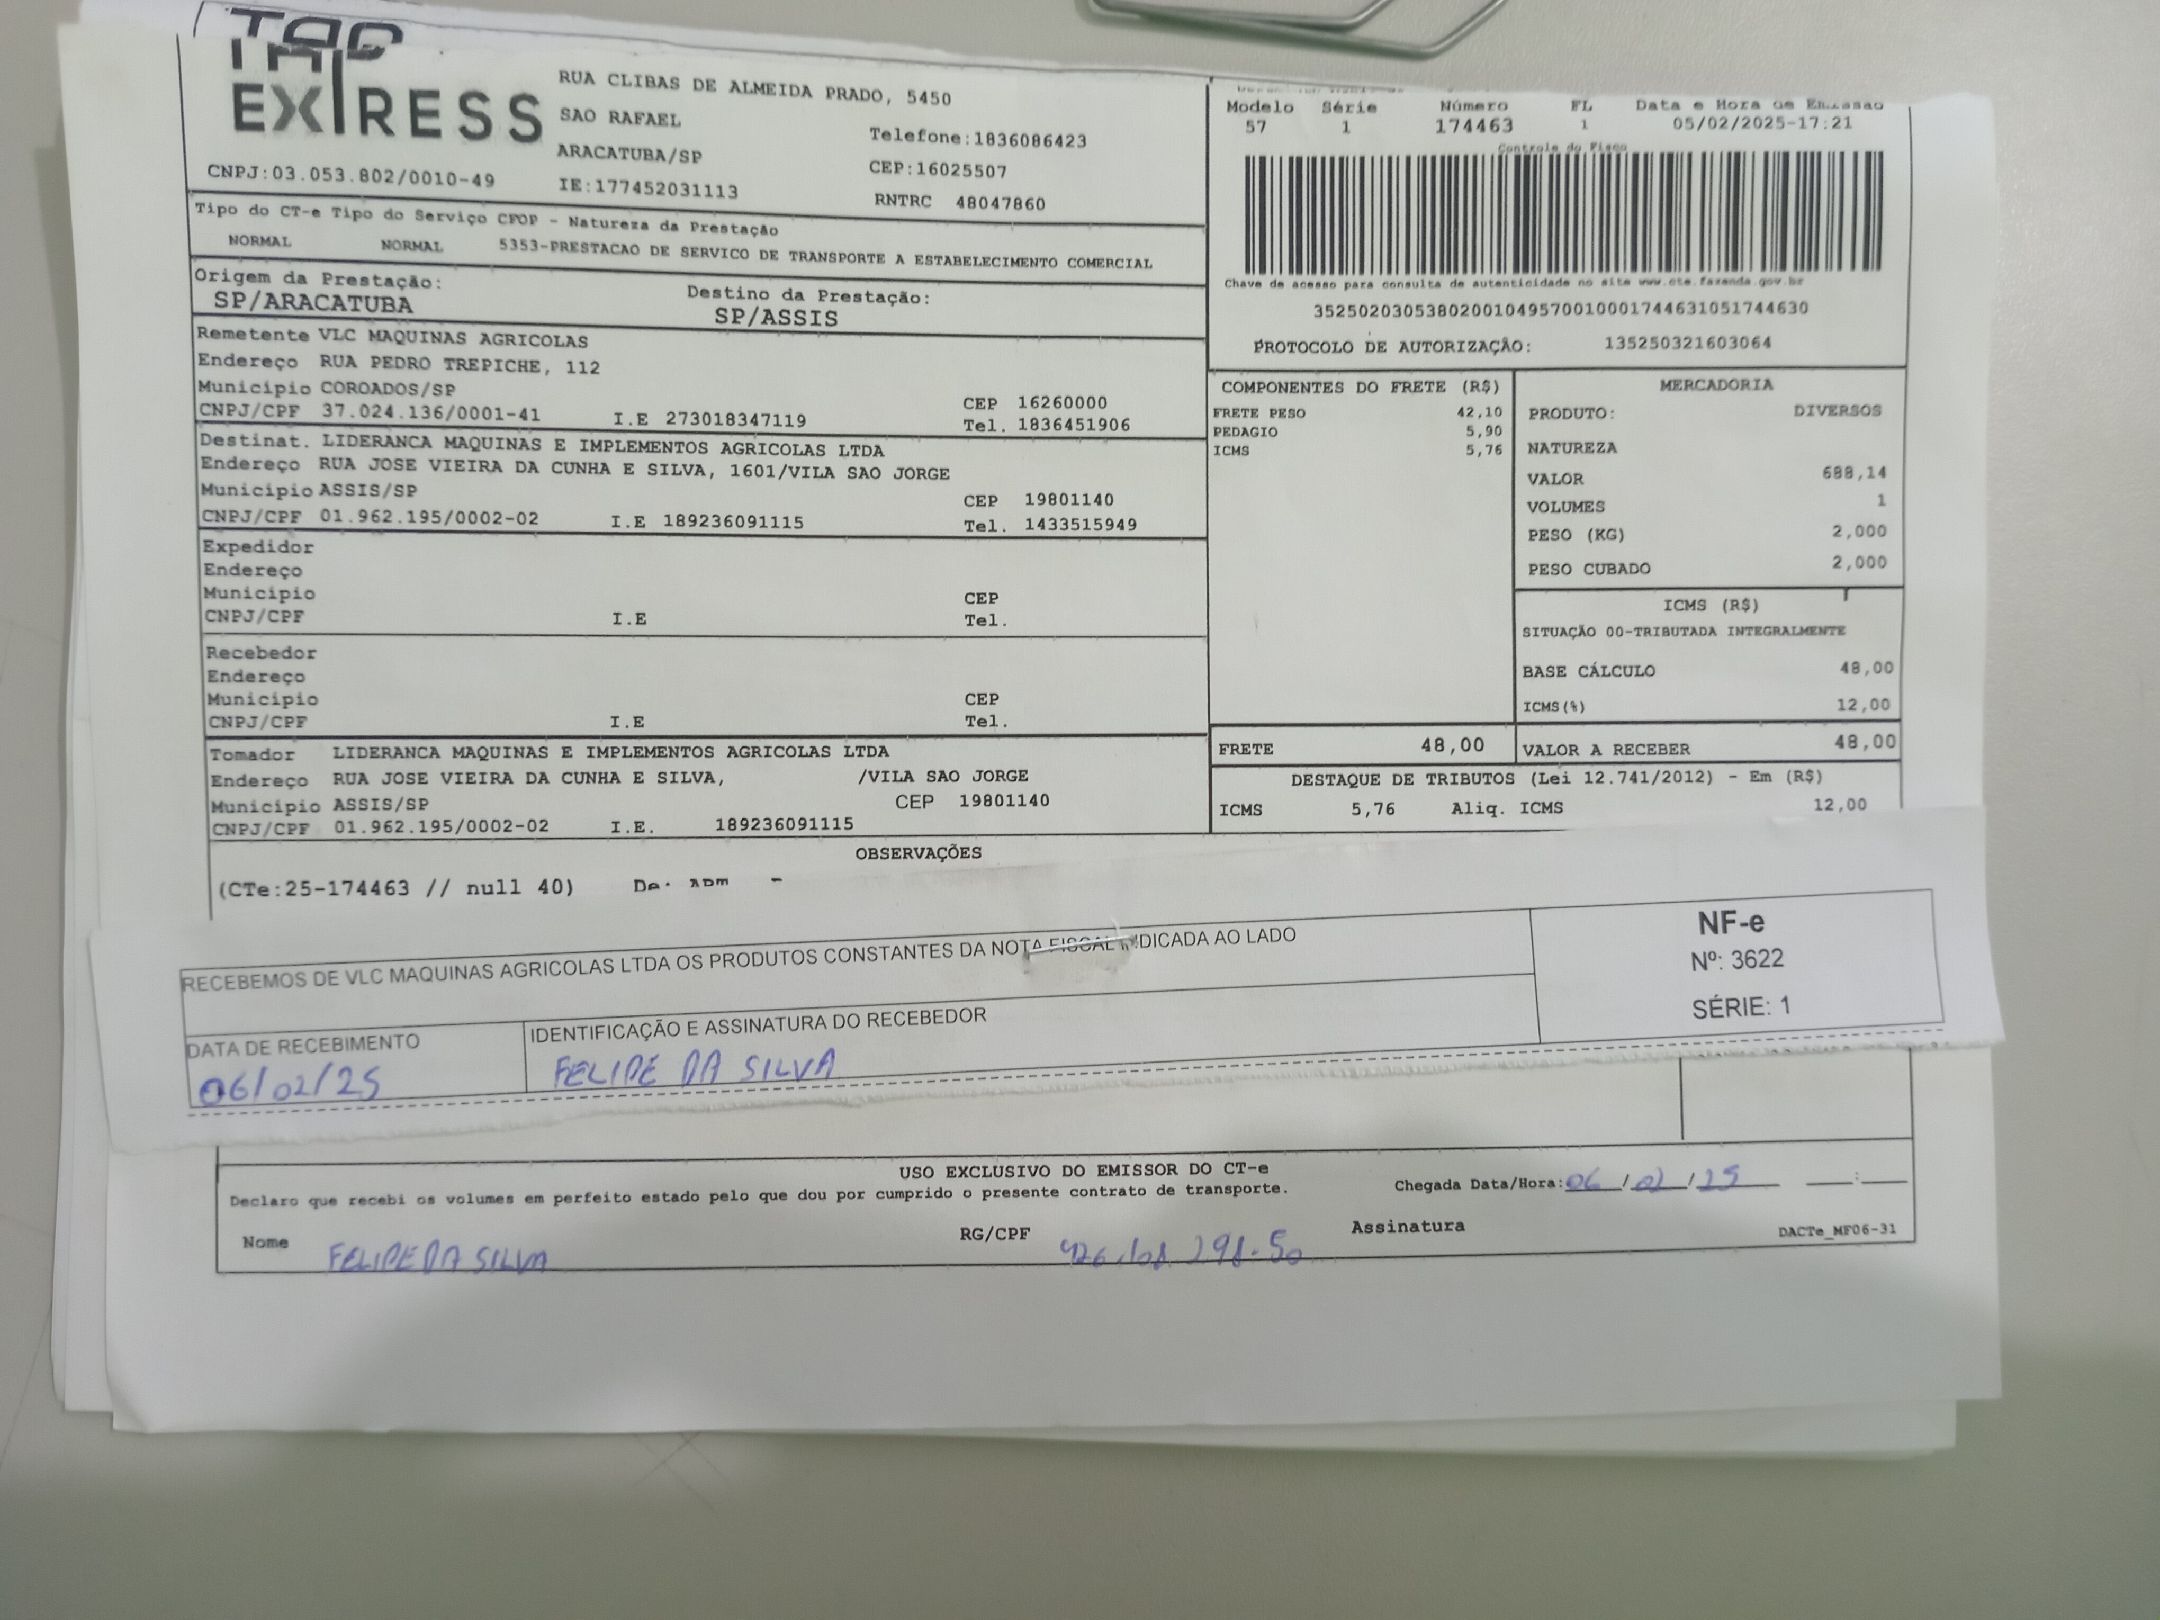 TAP
EXPRESS
RUA CLIBAS DE ALMEIDA PRADO, 5450
SAO RAFAEL
Telefone:1836086423
ARACATUBA/SP
CEP:16025507
CNPJ:03.053.802/0010-49
IE:177452031113
RNTRC 48047860
Modelo Série Número FL Data e Hora de Emissao
57 1 174463 1 05/02/2025-17:21
Controle do Fisco
Tipo do CT-e Tipo do Serviço CFOP - Natureza da Prestação
NORMAL NORMAL 5353-PRESTACAO DE SERVICO DE TRANSPORTE A ESTABELECIMENTO COMERCIAL
Chave de acesso para consulta de autenticidade no site www.cte.fazenda.gov.br
35250203053802001049570010001744631051744630
PROTOCOLO DE AUTORIZAÇÃO: 135250321603064
Origem da Prestação: Destino da Prestação:
SP/ARACATUBA SP/ASSIS
Remetente VLC MAQUINAS AGRICOLAS
Endereço RUA PEDRO TREPICHE, 112
Município COROADOS/SP CEP 16260000
CNPJ/CPF 37.024.136/0001-41 I.E 273018347119 Tel. 1836451906
Destinat. LIDERANCA MAQUINAS E IMPLEMENTOS AGRICOLAS LTDA
Endereço RUA JOSE VIEIRA DA CUNHA E SILVA, 1601/VILA SAO JORGE
Município ASSIS/SP CEP 19801140
CNPJ/CPF 01.962.195/0002-02 I.E 189236091115 Tel. 1433515949
Expedidor
Endereço
Município CEP
CNPJ/CPF I.E Tel.
Recebedor
Endereço
Município CEP
CNPJ/CPF I.E Tel.
Tomador LIDERANCA MAQUINAS E IMPLEMENTOS AGRICOLAS LTDA
Endereço RUA JOSE VIEIRA DA CUNHA E SILVA, /VILA SAO JORGE
Município ASSIS/SP CEP 19801140
CNPJ/CPF 01.962.195/0002-02 I.E. 189236091115
COMPONENTES DO FRETE (R$)
FRETE PESO 42,10
PEDAGIO 5,90
ICMS 5,76
MERCADORIA
PRODUTO: DIVERSOS
NATUREZA
VALOR 688,14
VOLUMES 1
PESO (KG) 2,000
PESO CUBADO 2,000
ICMS (R$)
SITUAÇÃO 00-TRIBUTADA INTEGRALMENTE
BASE CÁLCULO 48,00
ICMS(%) 12,00
FRETE 48,00 VALOR A RECEBER 48,00
DESTAQUE DE TRIBUTOS (Lei 12.741/2012) - Em (R$)
ICMS 5,76 Aliq. ICMS 12,00
OBSERVAÇÕES
(CTe:25-174463 // null 40)
RECEBEMOS DE VLC MAQUINAS AGRICOLAS LTDA OS PRODUTOS CONSTANTES DA NOTA FISCAL INDICADA AO LADO
NF-e
Nº: 3622
SÉRIE: 1
DATA DE RECEBIMENTO IDENTIFICAÇÃO E ASSINATURA DO RECEBEDOR
06/02/25 FELIPE DA SILVA
USO EXCLUSIVO DO EMISSOR DO CT-e
Declaro que recebi os volumes em perfeito estado pelo que dou por cumprido o presente contrato de transporte. Chegada Data/Hora: 06/02/25 :
Nome FELIPE DA SILVA RG/CPF 426.108.298.50 Assinatura DACTe_MF06-31